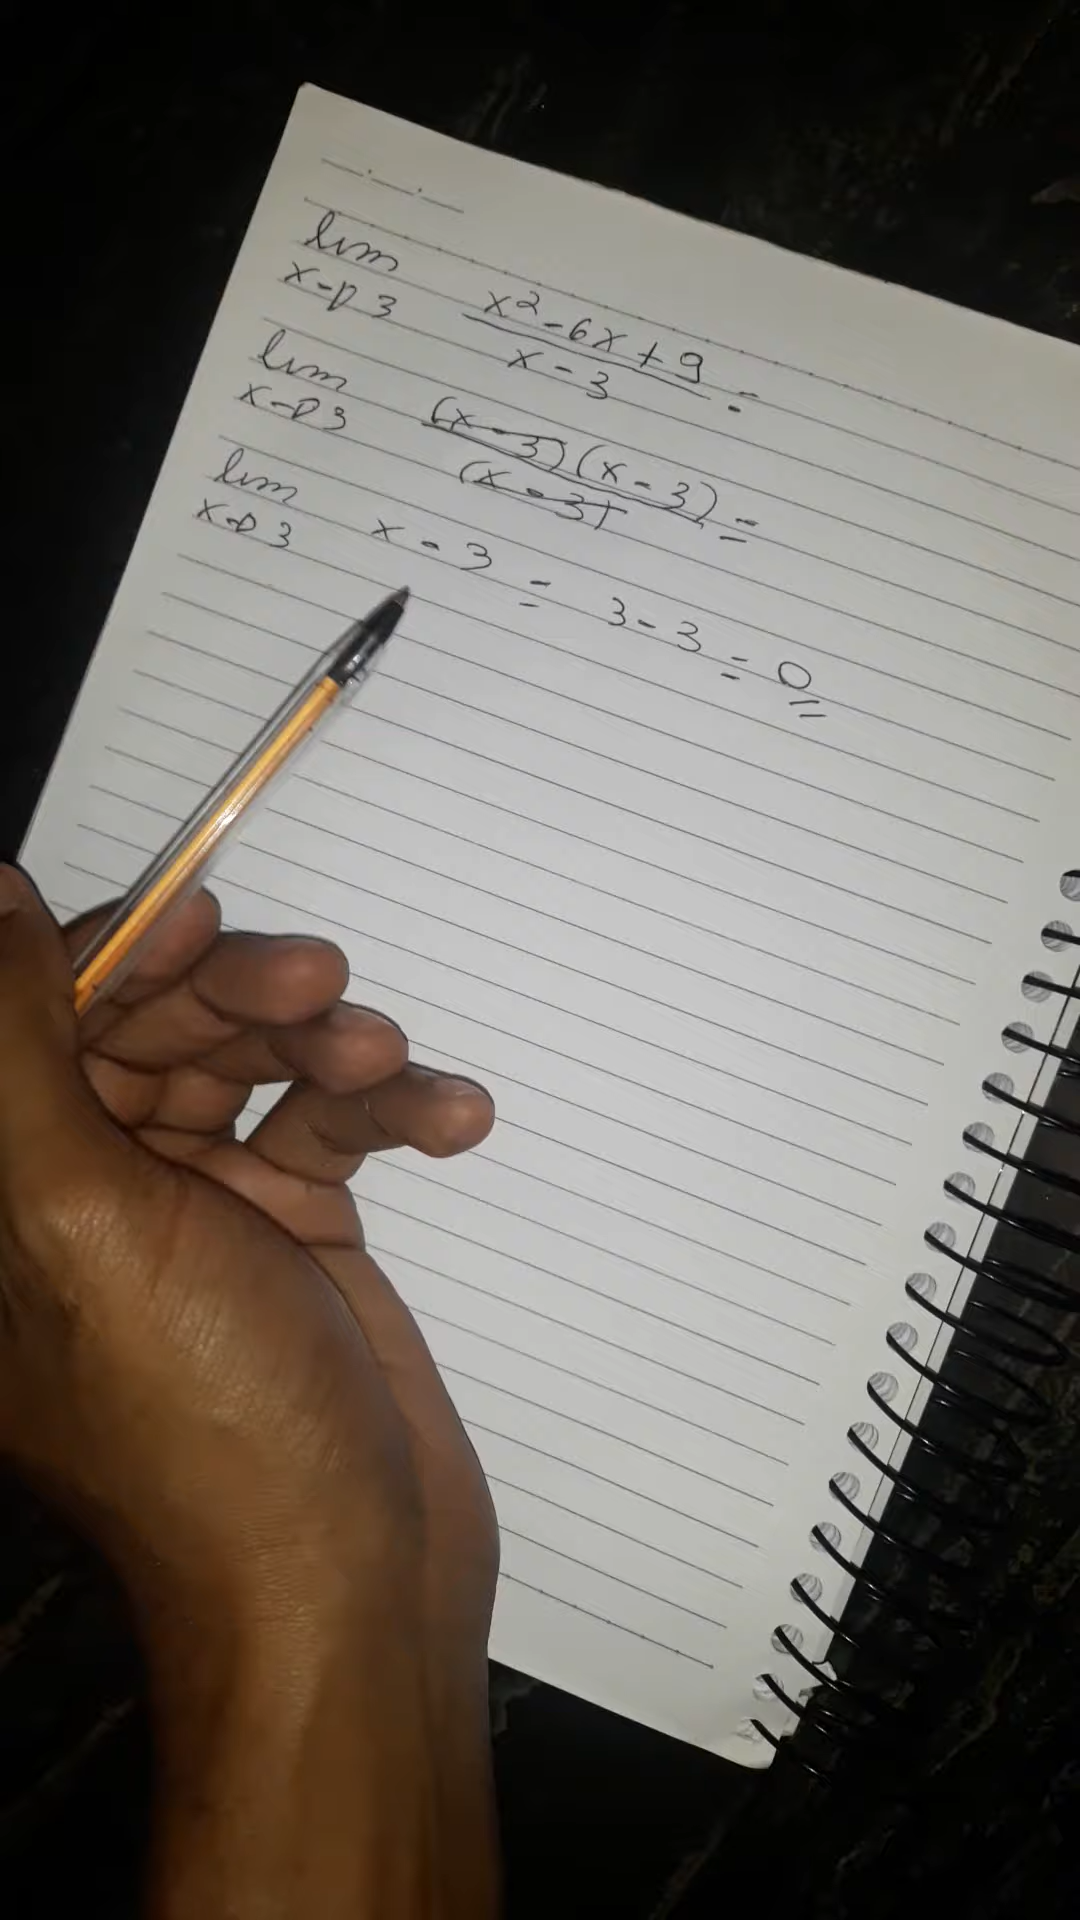 lim x→3 x²-6x+9 / x-3 =
lim x→3 (x-3)(x-3) / (x-3) =
lim x→3 x-3 = 3-3 = 0